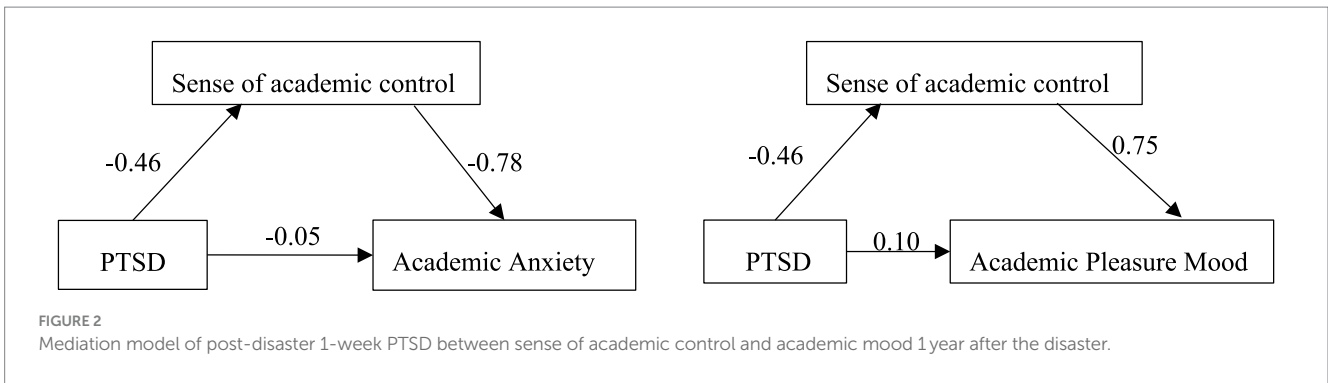 Sense of academic control
-0.46
-0.78
PTSD
-0.05
Academic Anxiety
Sense of academic control
-0.46
0.75
PTSD
0.10
Academic Pleasure Mood
FIGURE 2
Mediation model of post-disaster 1-week PTSD between sense of academic control and academic mood 1 year after the disaster.